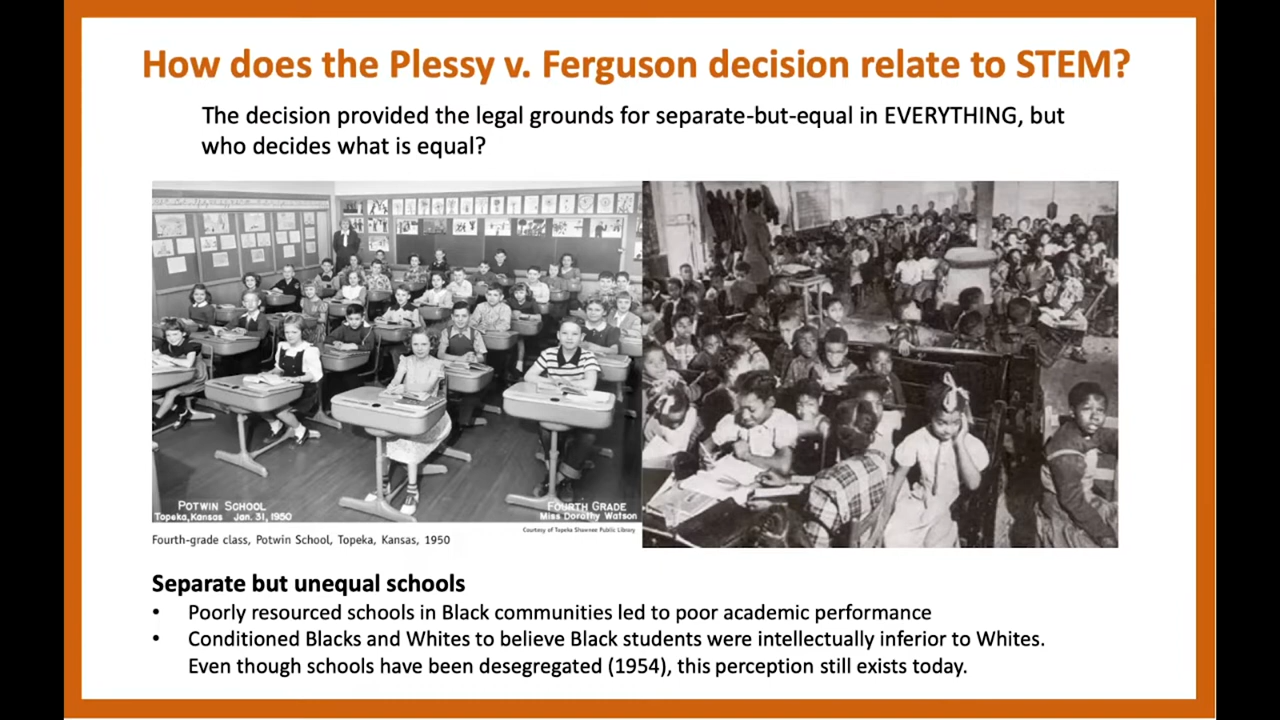 How does the Plessy v. Ferguson decision relate to STEM?
The decision provided the legal grounds for separate-but-equal in EVERYTHING, but
who decides what is equal?
POTWIN SCHOOL
Topeka, Kansas Jan. 31, 1950
FOURTH GRADE
Miss Dorothy Watson
Courtesy of Topeka Shawnee Public Library
Fourth-grade class, Potwin School, Topeka, Kansas, 1950
Separate but unequal schools
• Poorly resourced schools in Black communities led to poor academic performance
• Conditioned Blacks and Whites to believe Black students were intellectually inferior to Whites.
Even though schools have been desegregated (1954), this perception still exists today.